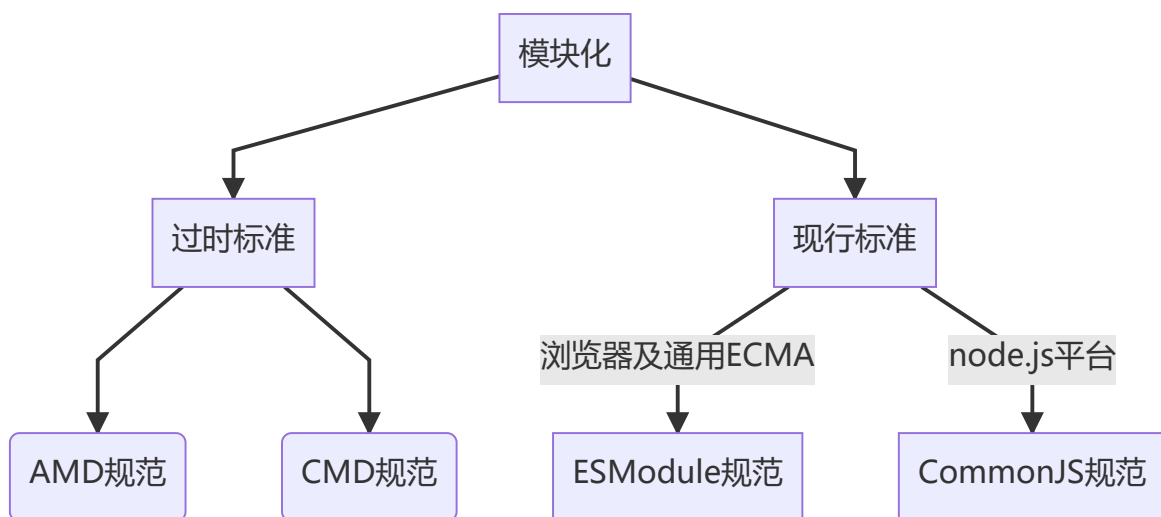 模块化
过时标准
现行标准
浏览器及通用ECMA
node.js平台
AMD规范
CMD规范
ESModule规范
CommonJS规范